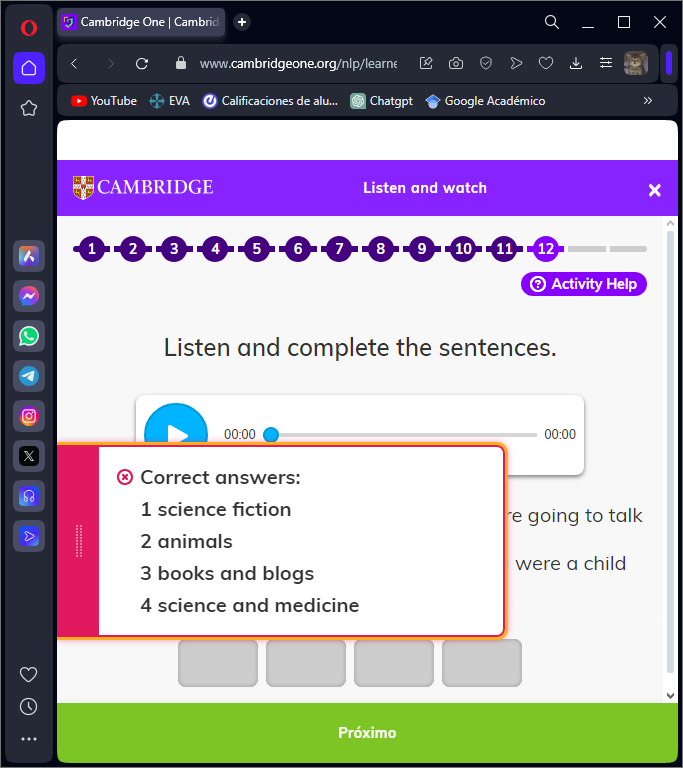 Cambridge One | Cambrid
www.cambridgeone.org/nlp/learne
YouTube
EVA
Calificaciones de alu...
Chatgpt
Google Académico
CAMBRIDGE
Listen and watch
1 2 3 4 5 6 7 8 9 10 11 12
Activity Help
Listen and complete the sentences.
00:00
00:00
Correct answers:
1 science fiction
2 animals
3 books and blogs
4 science and medicine
re going to talk
were a child
Próximo